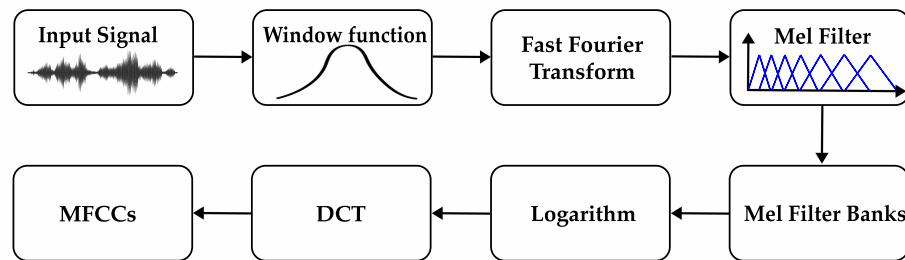 Input Signal
Window function
Fast Fourier
Transform
Mel Filter
MFCCs
DCT
Logarithm
Mel Filter Banks